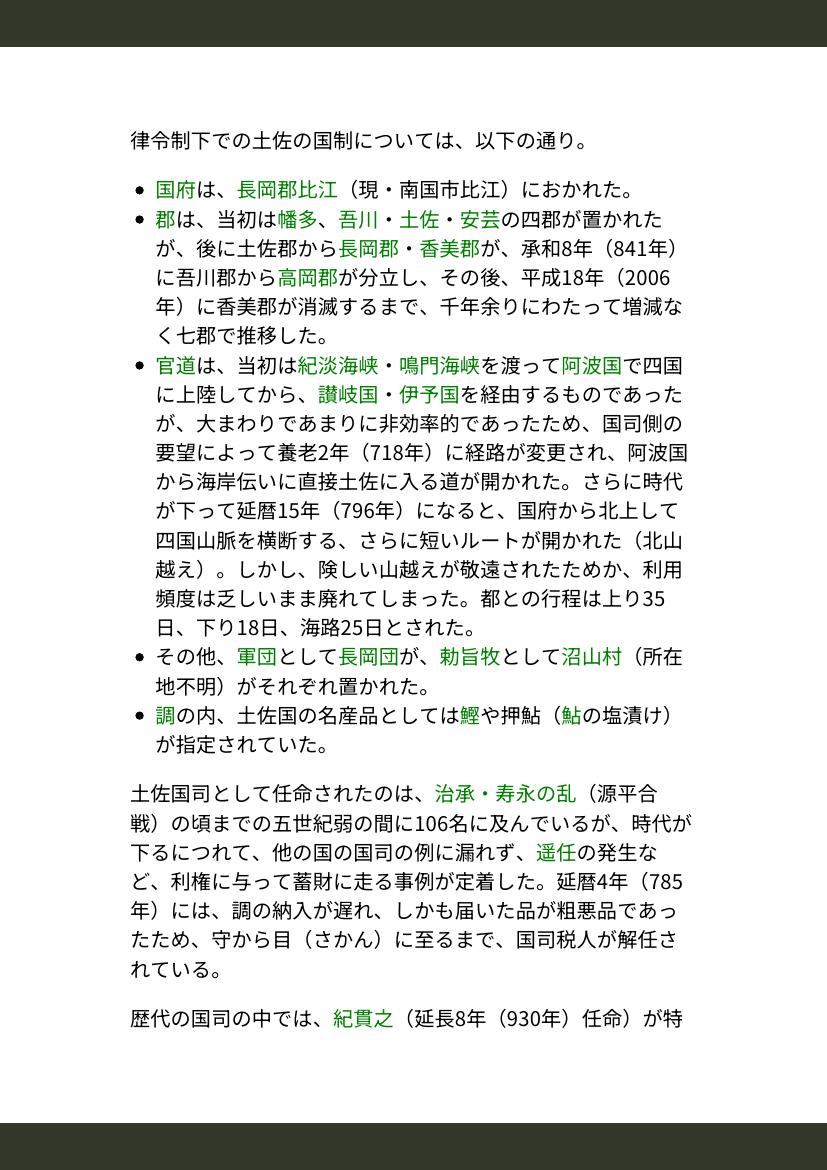 律令制下での土佐の国制については、以下の通り。
• 国府は、長岡郡比江（現・南国市比江）におかれた。
• 郡は、当初は幡多、吾川・土佐・安芸の四郡が置かれた
が、後に土佐郡から長岡郡・香美郡が、承和8年（841年）
に吾川郡から高岡郡が分立し、その後、平成18年（2006
年）に香美郡が消滅するまで、千年余りにわたって増減な
く七郡で推移した。
• 官道は、当初は紀淡海峡・鳴門海峡を渡って阿波国で四国
に上陸してから、讃岐国・伊予国を経由するものであった
が、大まわりであまりに非効率的であったため、国司側の
要望によって養老2年（718年）に経路が変更され、阿波国
から海岸伝いに直接土佐に入る道が開かれた。さらに時代
が下って延暦15年（796年）になると、国府から北上して
四国山脈を横断する、さらに短いルートが開かれた（北山
越え）。しかし、険しい山越えが敬遠されたためか、利用
頻度は乏しいまま廃れてしまった。都との行程は上り35
日、下り18日、海路25日とされた。
• その他、軍団として長岡団が、勅旨牧として沼山村（所在
地不明）がそれぞれ置かれた。
• 調の内、土佐国の名産品としては鰹や押鮎（鮎の塩漬け）
が指定されていた。
土佐国司として任命されたのは、治承・寿永の乱（源平合
戦）の頃までの五世紀弱の間に106名に及んでいるが、時代が
下るにつれて、他の国の国司の例に漏れず、遥任の発生な
ど、利権に与って蓄財に走る事例が定着した。延暦4年（785
年）には、調の納入が遅れ、しかも届いた品が粗悪品であっ
たため、守から目（さかん）に至るまで、国司税人が解任さ
れている。
歴代の国司の中では、紀貫之（延長8年（930年）任命）が特